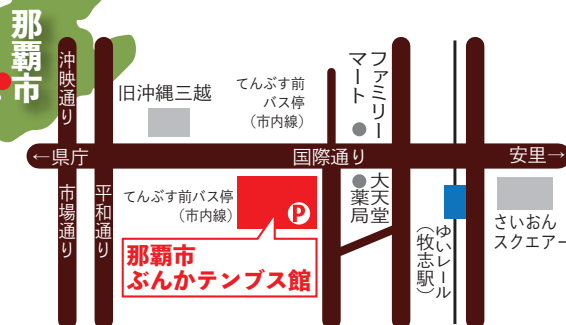 那覇市
沖映通り
旧沖縄三越
てんぶす前
バス停
（市内線）
ファミリー
マート
←県庁
国際通り
安里→
市場通り
平和通り
てんぶす前バス停
（市内線）
P
大天堂
薬局
ゆいレール
（牧志駅）
さいおん
スクエアー
那覇市
ぶんかテンブス館